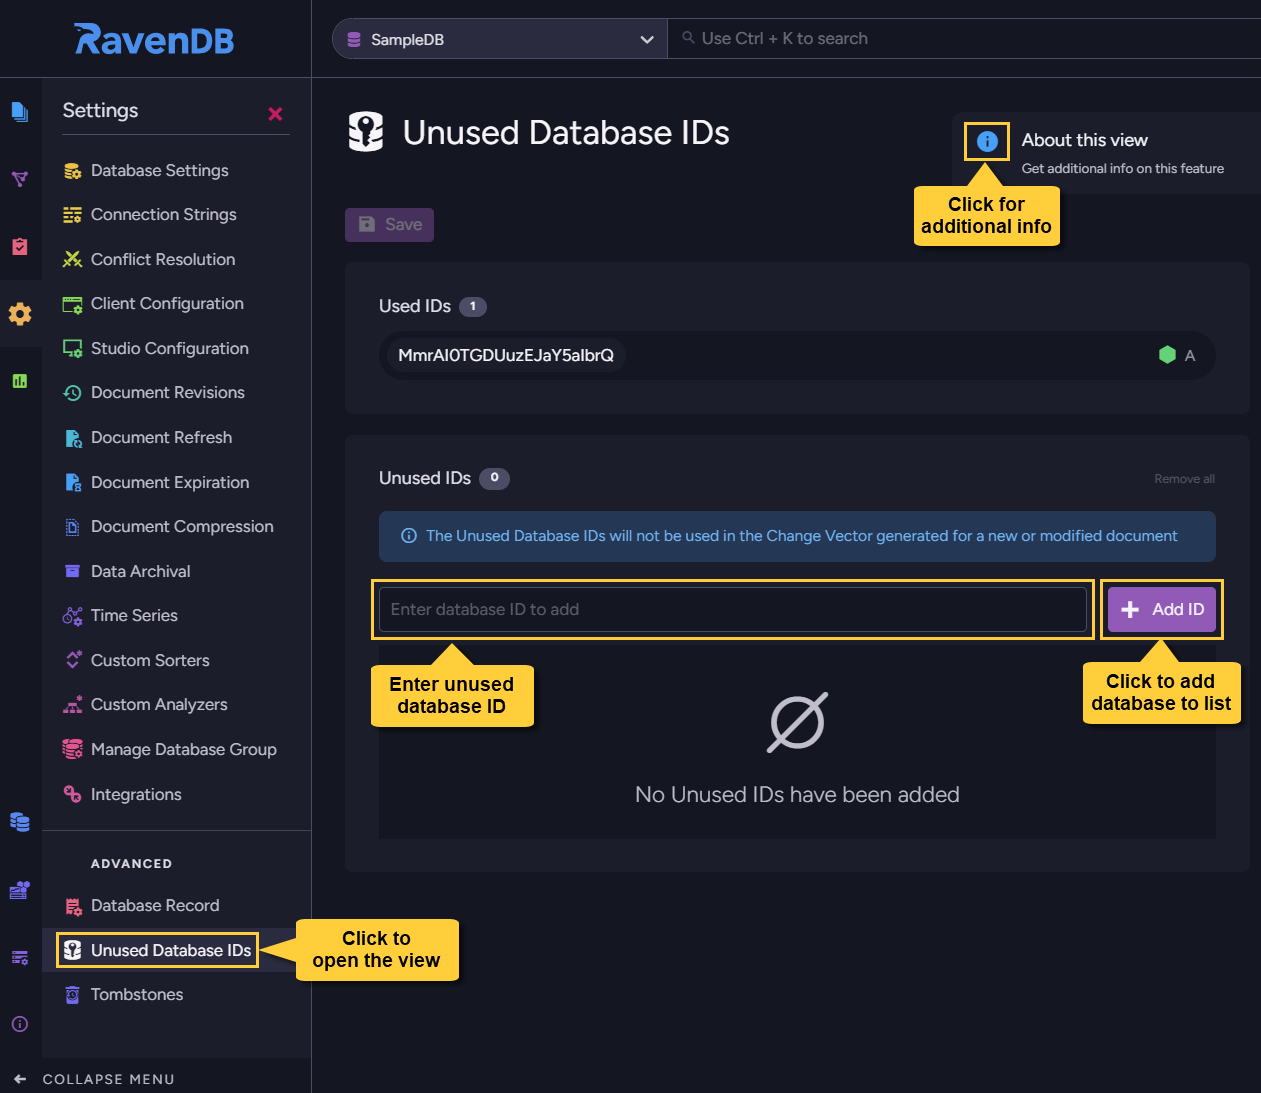 RavenDB
SampleDB
Use Ctrl + K to search
Settings
Database Settings
Connection Strings
Conflict Resolution
Client Configuration
Studio Configuration
Document Revisions
Document Refresh
Document Expiration
Document Compression
Data Archival
Time Series
Custom Sorters
Custom Analyzers
Manage Database Group
Integrations
ADVANCED
Database Record
Unused Database IDs
Tombstones
COLLAPSE MENU
Click to
open the view
Unused Database IDs
About this view
Get additional info on this feature
Click for
additional info
Save
Used IDs 1
MmrAI0TGDUuzEJaY5aIbrQ
A
Unused IDs 0
Remove all
The Unused Database IDs will not be used in the Change Vector generated for a new or modified document
Enter database ID to add
Add ID
Enter unused
database ID
Click to add
database to list
No Unused IDs have been added